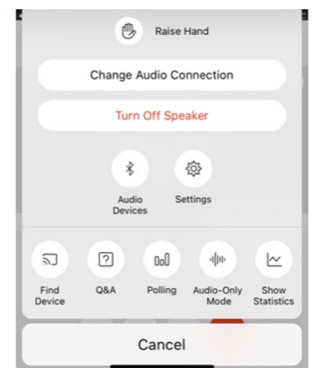 Raise Hand
Change Audio Connection
Turn Off Speaker
Audio
Devices
Settings
Find
Device
Q&A
Polling
Audio-Only
Mode
Show
Statistics
Cancel